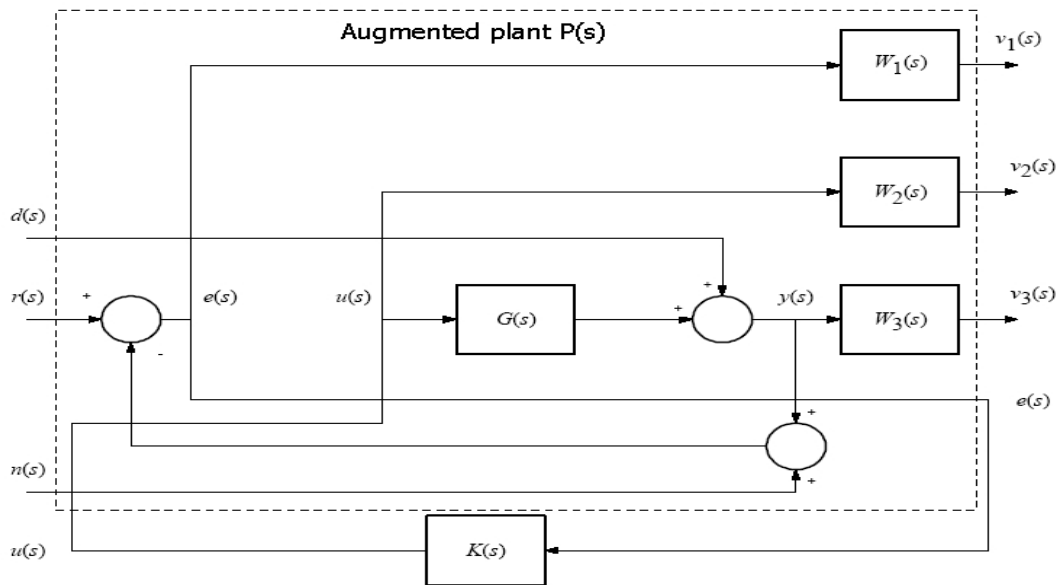 Augmented plant P(s)
W1(s)
v1(s)
W2(s)
v2(s)
d(s)
+
r(s)
+
e(s)
u(s)
G(s)
+
y(s)
W3(s)
v3(s)
-
e(s)
+
n(s)
+
u(s)
K(s)